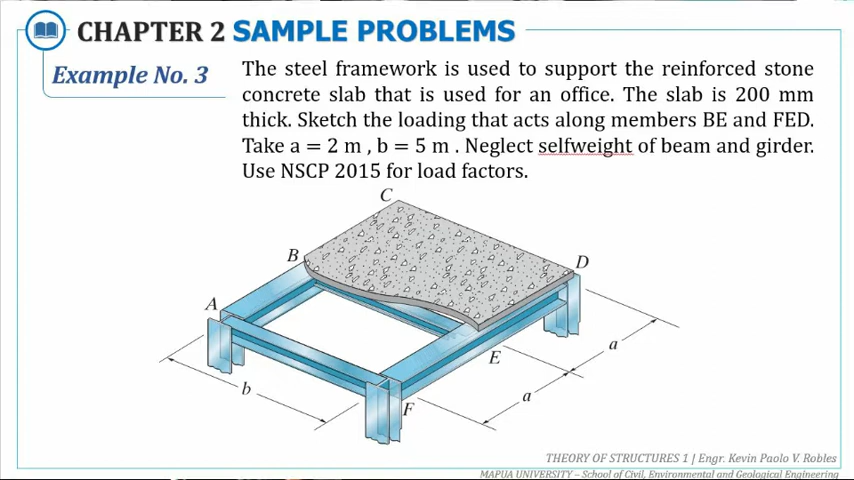 CHAPTER 2 SAMPLE PROBLEMS
Example No. 3
The steel framework is used to support the reinforced stone
concrete slab that is used for an office. The slab is 200 mm
thick. Sketch the loading that acts along members BE and FED.
Take a = 2 m , b = 5 m . Neglect selfweight of beam and girder.
Use NSCP 2015 for load factors.
C
B
D
A
a
E
b
a
F
THEORY OF STRUCTURES 1 | Engr. Kevin Paolo V. Robles
MAPUA UNIVERSITY – School of Civil, Environmental and Geological Engineering